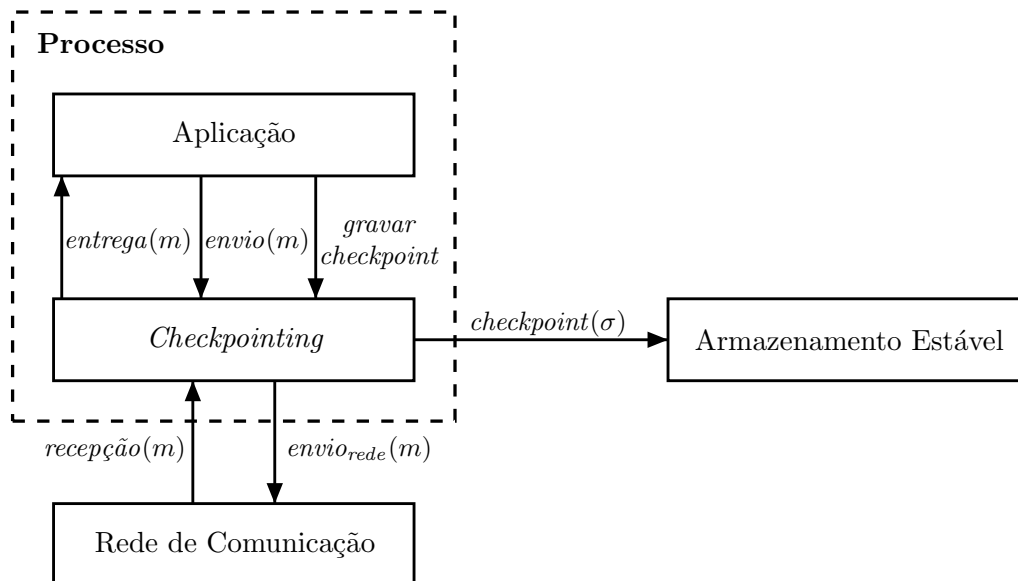 Processo
Aplicação
entrega(m)
envio(m)
gravar
checkpoint
Checkpointing
checkpoint(σ)
Armazenamento Estável
recepção(m)
envio_rede(m)
Rede de Comunicação